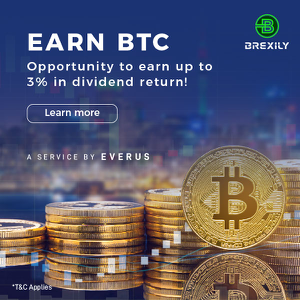 EARN BTC
BREXILY
Opportunity to earn up to
3% in dividend return!
Learn more
A SERVICE BY EVERUS
*T&C Applies